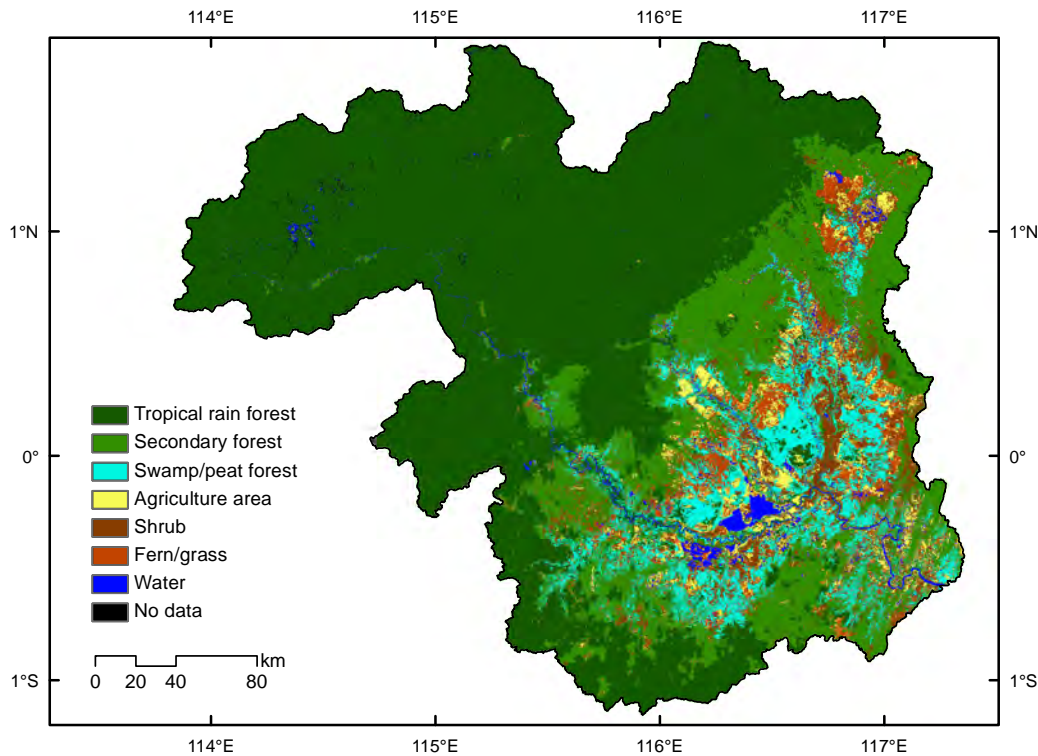 114°E 115°E 116°E 117°E
1°N 1°N
0° 0°
Tropical rain forest
Secondary forest
Swamp/peat forest
Agriculture area
Shrub
Fern/grass
Water
No data
km
0 20 40 80
1°S 1°S
114°E 115°E 116°E 117°E